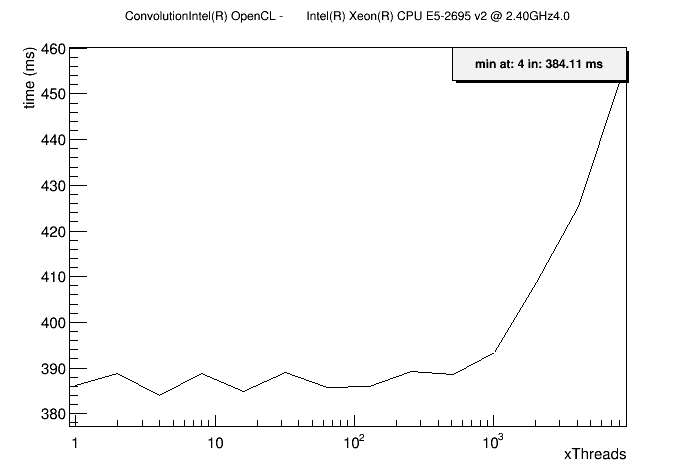 ConvolutionIntel(R) OpenCL - Intel(R) Xeon(R) CPU E5-2695 v2 @ 2.40GHz4.0
time (ms)
min at: 4 in: 384.11 ms
460
450
440
430
420
410
400
390
380
1 10 10² 10³
xThreads